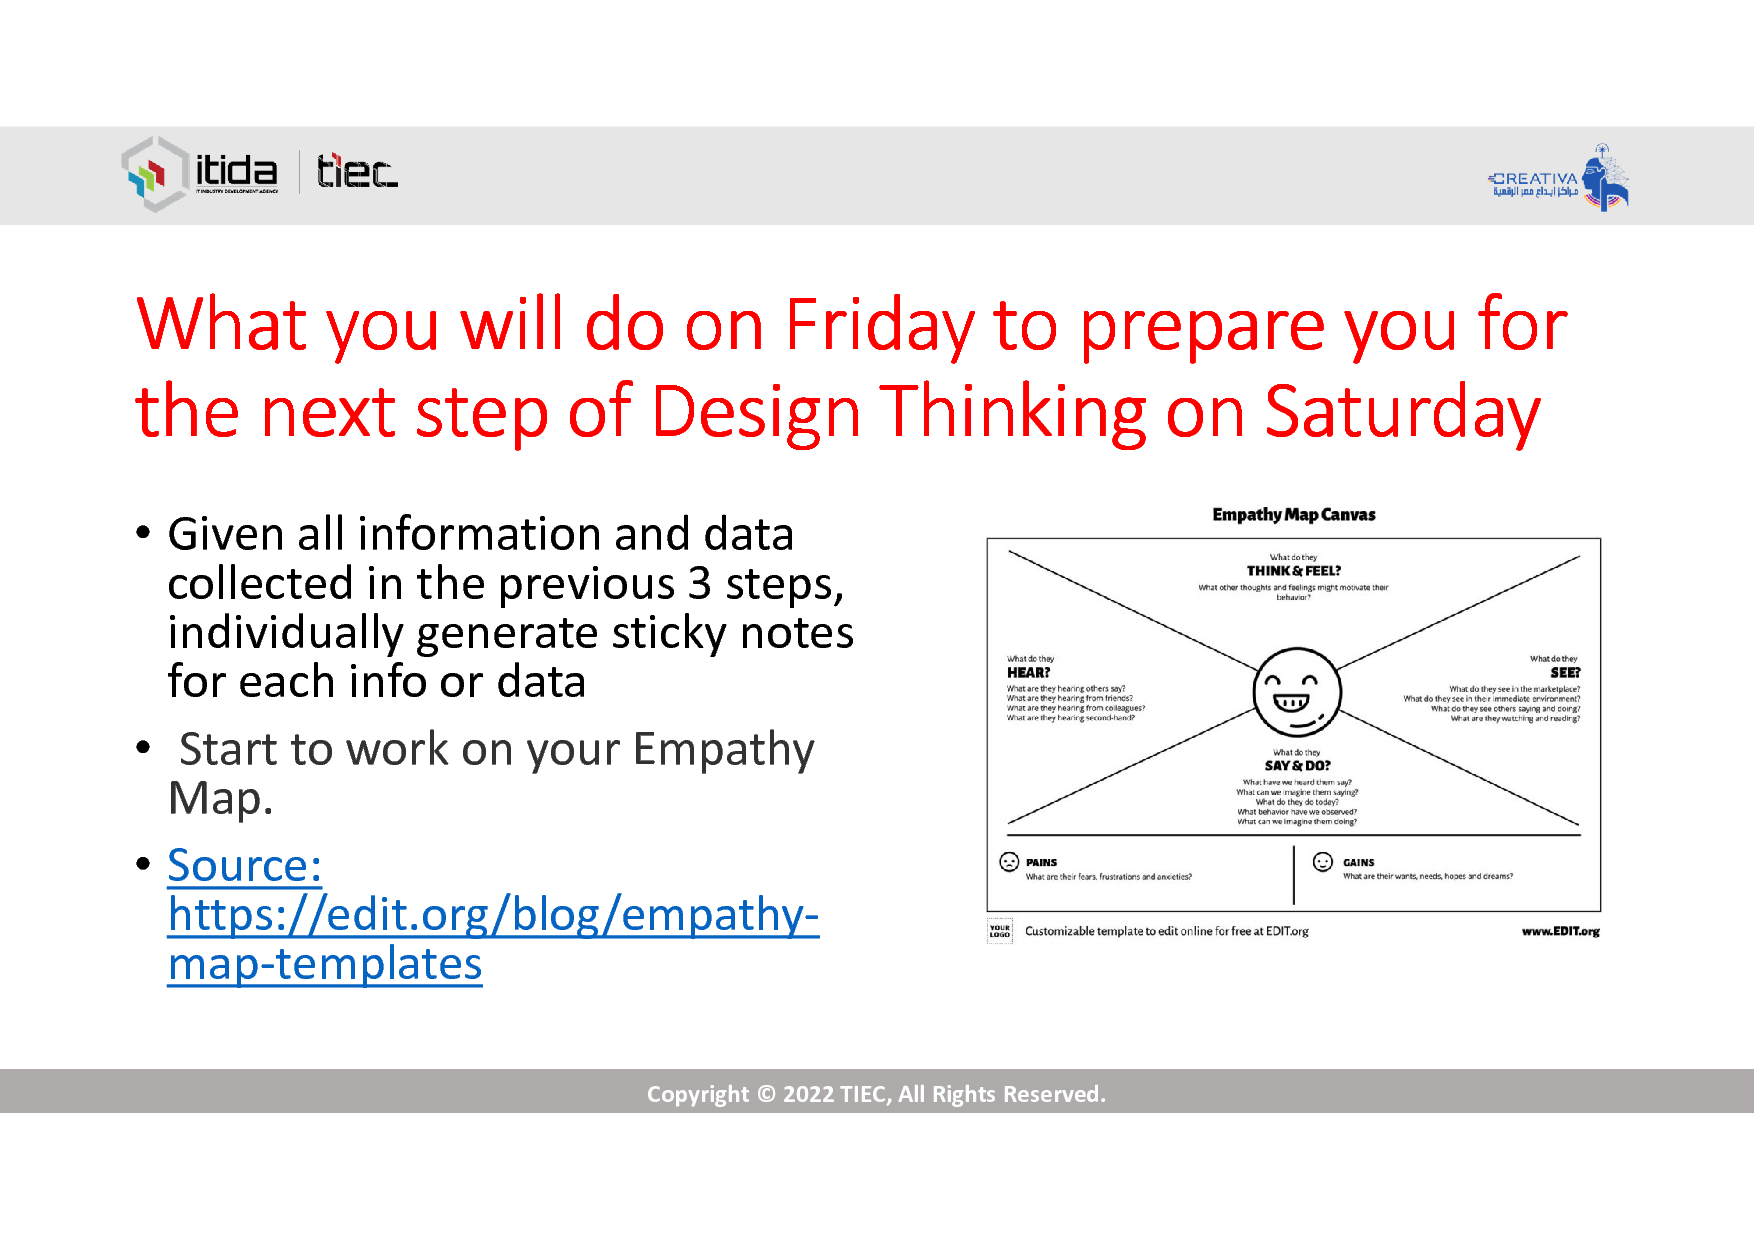 itida
IT INDUSTRY DEVELOPMENT AGENCY
tiec
CREATIVA
مراكز إبداع مصر الرقمية
What you will do on Friday to prepare you for
the next step of Design Thinking on Saturday
• Given all information and data
collected in the previous 3 steps,
individually generate sticky notes
for each info or data
• Start to work on your Empathy
Map.
• Source:
https://edit.org/blog/empathy-
map-templates
Empathy Map Canvas
What do they
THINK & FEEL?
What other thoughts and feelings might motivate their
behavior?
What do they
HEAR?
What are they hearing others say?
What are they hearing from friends?
What are they hearing from colleagues?
What are they hearing second-hand?
What do they
SEE?
What do they see in the marketplace?
What do they see in their immediate environment?
What do they see others saying and doing?
What are they watching and reading?
What do they
SAY & DO?
What have we heard them say?
What can we imagine them saying?
What do they do today?
What behavior have we observed?
What can we imagine them doing?
PAINS
What are their fears, frustrations and anxieties?
GAINS
What are their wants, needs, hopes and dreams?
YOUR
LOGO
Customizable template to edit online for free at EDIT.org
www.EDIT.org
Copyright © 2022 TIEC, All Rights Reserved.